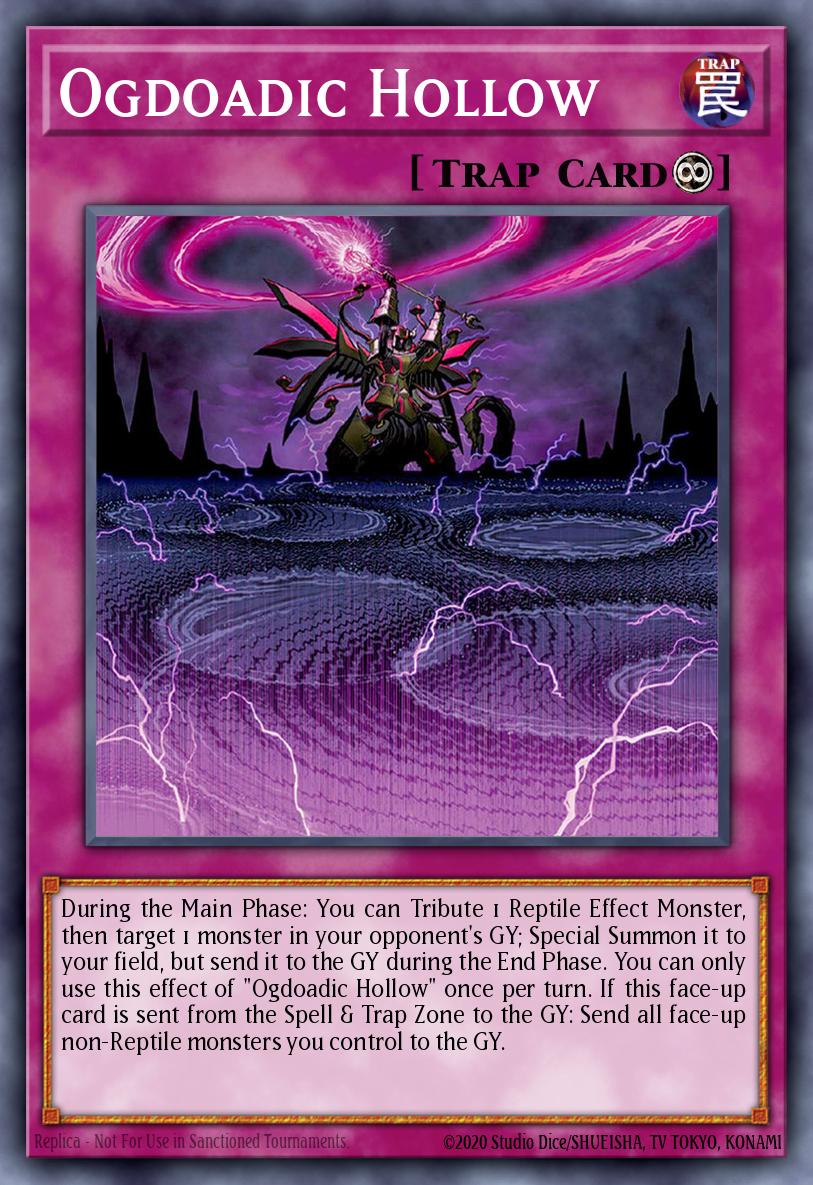 Ogdoadic Hollow
TRAP
罠
[ Trap Card ]
During the Main Phase: You can Tribute 1 Reptile Effect Monster,
then target 1 monster in your opponent's GY; Special Summon it to
your field, but send it to the GY during the End Phase. You can only
use this effect of "Ogdoadic Hollow" once per turn. If this face-up
card is sent from the Spell & Trap Zone to the GY: Send all face-up
non-Reptile monsters you control to the GY.
Replica - Not For Use in Sanctioned Tournaments.
©2020 Studio Dice/SHUEISHA, TV TOKYO, KONAMI